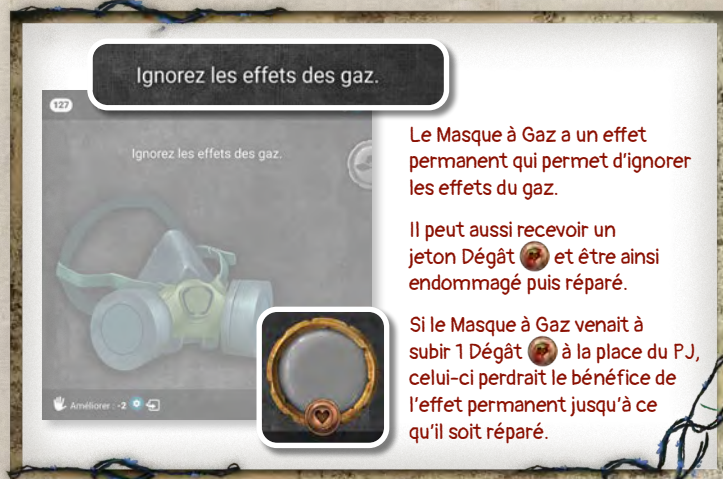 Ignorez les effets des gaz.
127
Ignorez les effets des gaz.
Améliorer : -2
Le Masque à Gaz a un effet
permanent qui permet d'ignorer
les effets du gaz.
Il peut aussi recevoir un
jeton Dégât et être ainsi
endommagé puis réparé.
Si le Masque à Gaz venait à
subir 1 Dégât à la place du PJ,
celui-ci perdrait le bénéfice de
l'effet permanent jusqu'à ce
qu'il soit réparé.